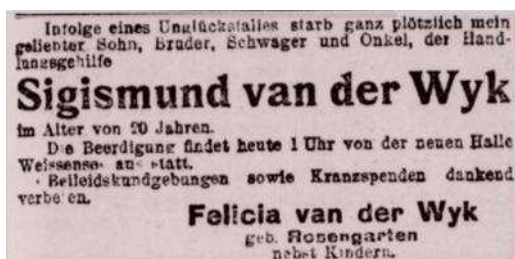 Infolge eines Unglücksfalles starb ganz plötzlich mein
geliebter Sohn, Bruder, Schwager und Onkel, der Hand-
lungsgehilfe
Sigismund van der Wyk
im Alter von 20 Jahren.
Die Beerdigung findet heute 1 Uhr von der neuen Halle
Weissensee aus statt.
Beileidskundgebungen sowie Kranzspenden dankend
verbeten.
Felicia van der Wyk
geb. Rosengarten
nebst Kindern.